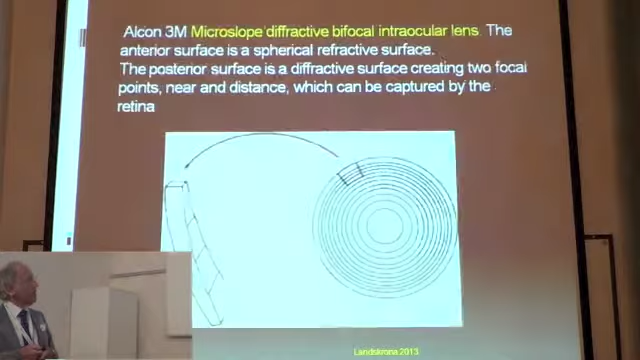 Alcon 3M Microslope diffractive bifocal intraocular lens. The
anterior surface is a spherical refractive surface.
The posterior surface is a diffractive surface creating two focal
points, near and distance, which can be captured by the
retina
Landskrona 2013